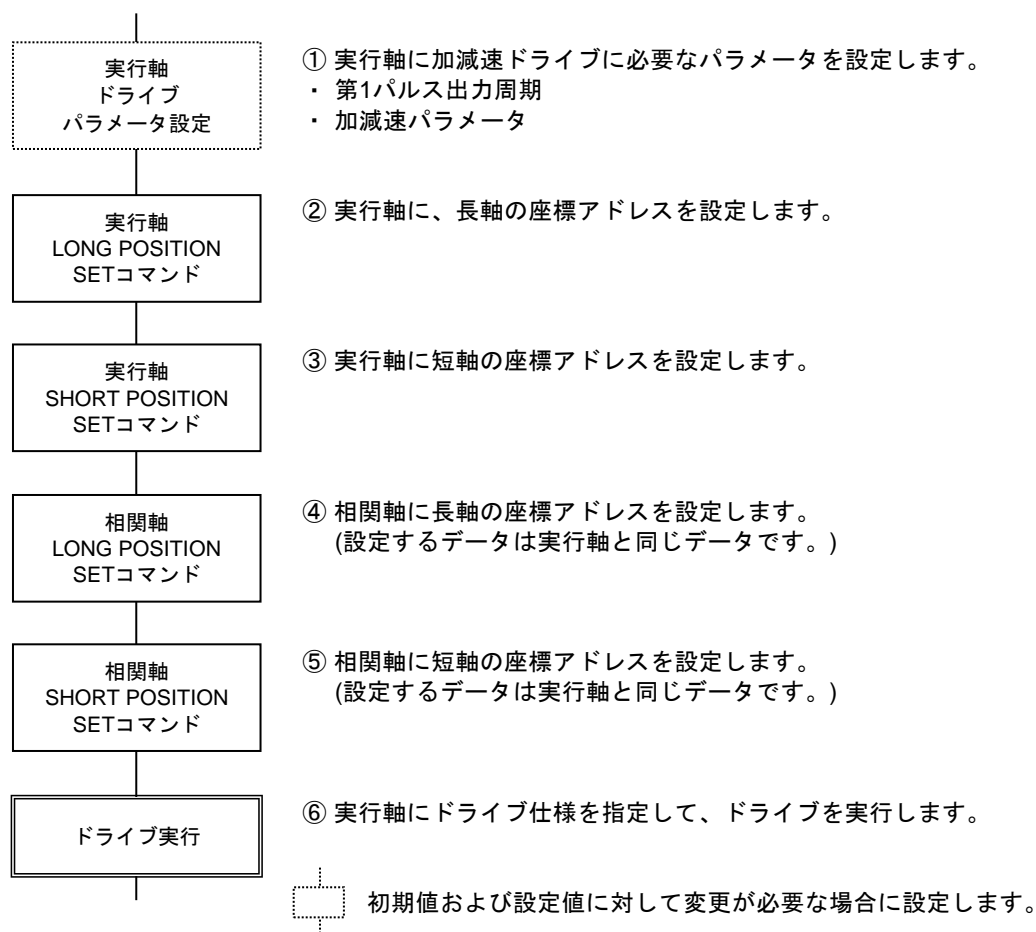 実行軸
ドライブ
パラメータ設定
① 実行軸に加減速ドライブに必要なパラメータを設定します。
・ 第1パルス出力周期
・ 加減速パラメータ
実行軸
LONG POSITION
SETコマンド
② 実行軸に、長軸の座標アドレスを設定します。
実行軸
SHORT POSITION
SETコマンド
③ 実行軸に短軸の座標アドレスを設定します。
相関軸
LONG POSITION
SETコマンド
④ 相関軸に長軸の座標アドレスを設定します。
(設定するデータは実行軸と同じデータです。)
相関軸
SHORT POSITION
SETコマンド
⑤ 相関軸に短軸の座標アドレスを設定します。
(設定するデータは実行軸と同じデータです。)
ドライブ実行
⑥ 実行軸にドライブ仕様を指定して、ドライブを実行します。
初期値および設定値に対して変更が必要な場合に設定します。